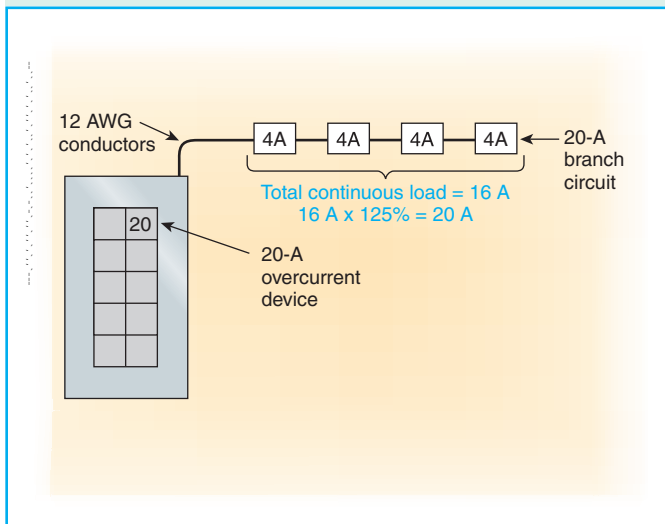 12 AWG
conductors
4A 4A 4A 4A
20-A
branch
circuit
Total continuous load = 16 A
16 A x 125% = 20 A
20
20-A
overcurrent
device